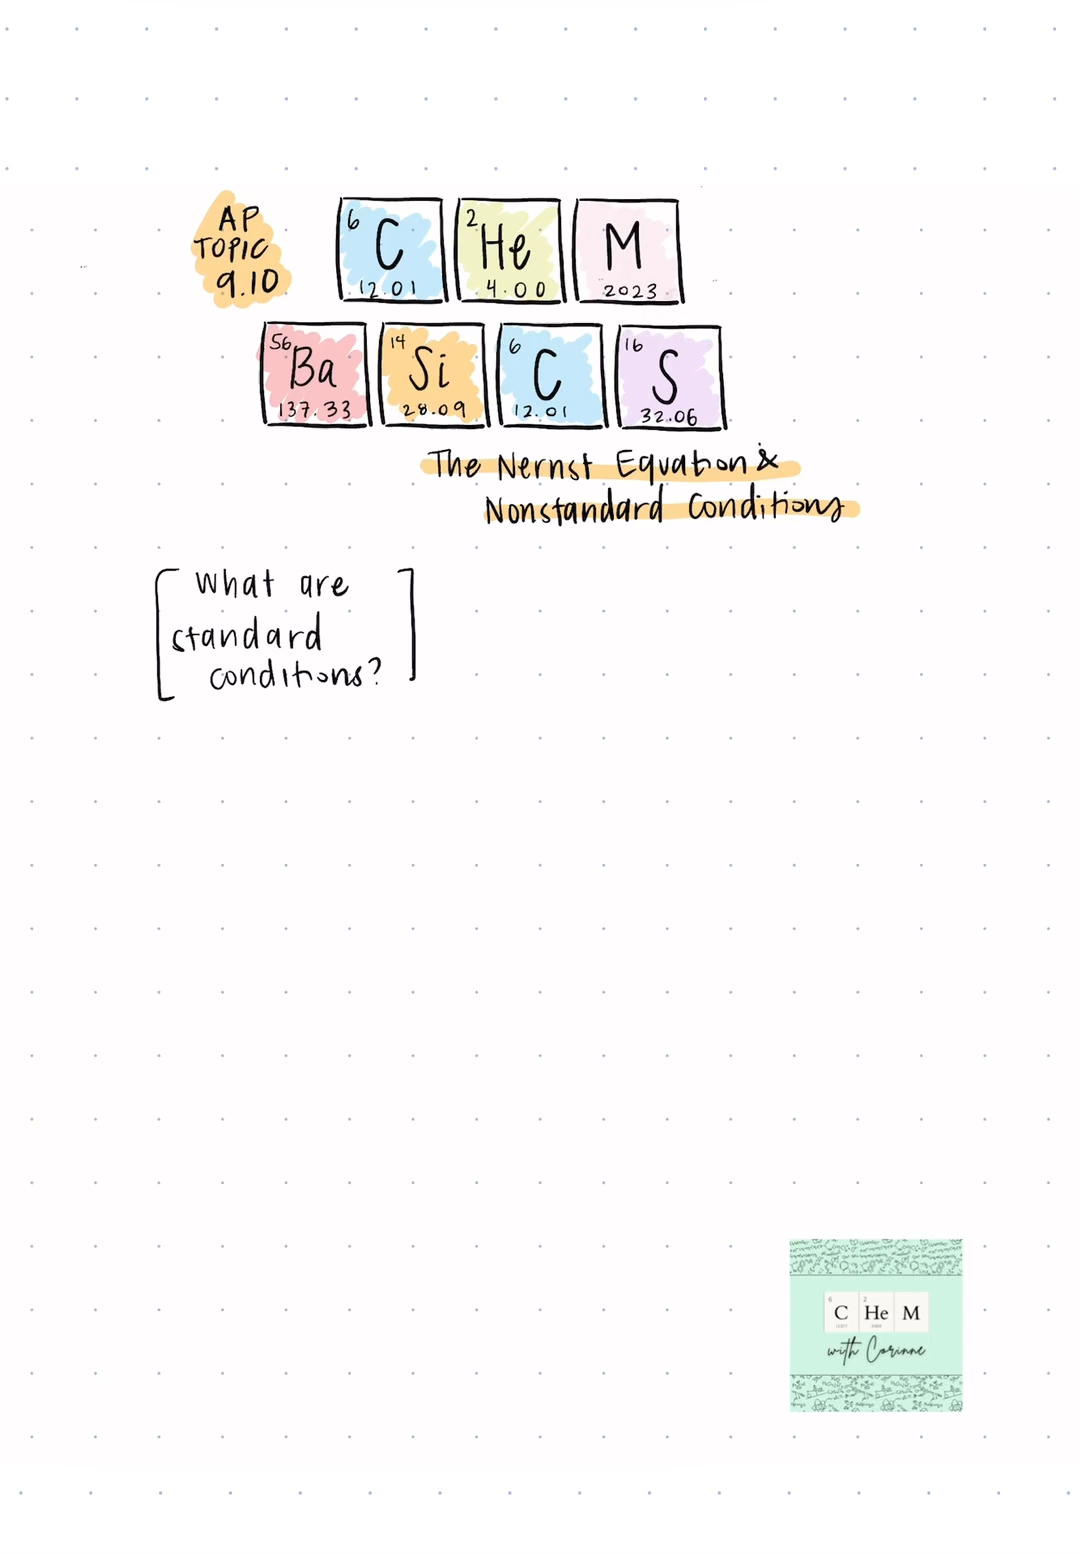 AP
TOPIC
9.10
6 2
C He M
12.01 4.00 2023
56 14 6 16
Ba Si C S
137.33 28.09 12.01 32.06
The Nernst Equation &
Nonstandard Conditions
What are
standard
conditions?
6 2
C He M
with Corinne